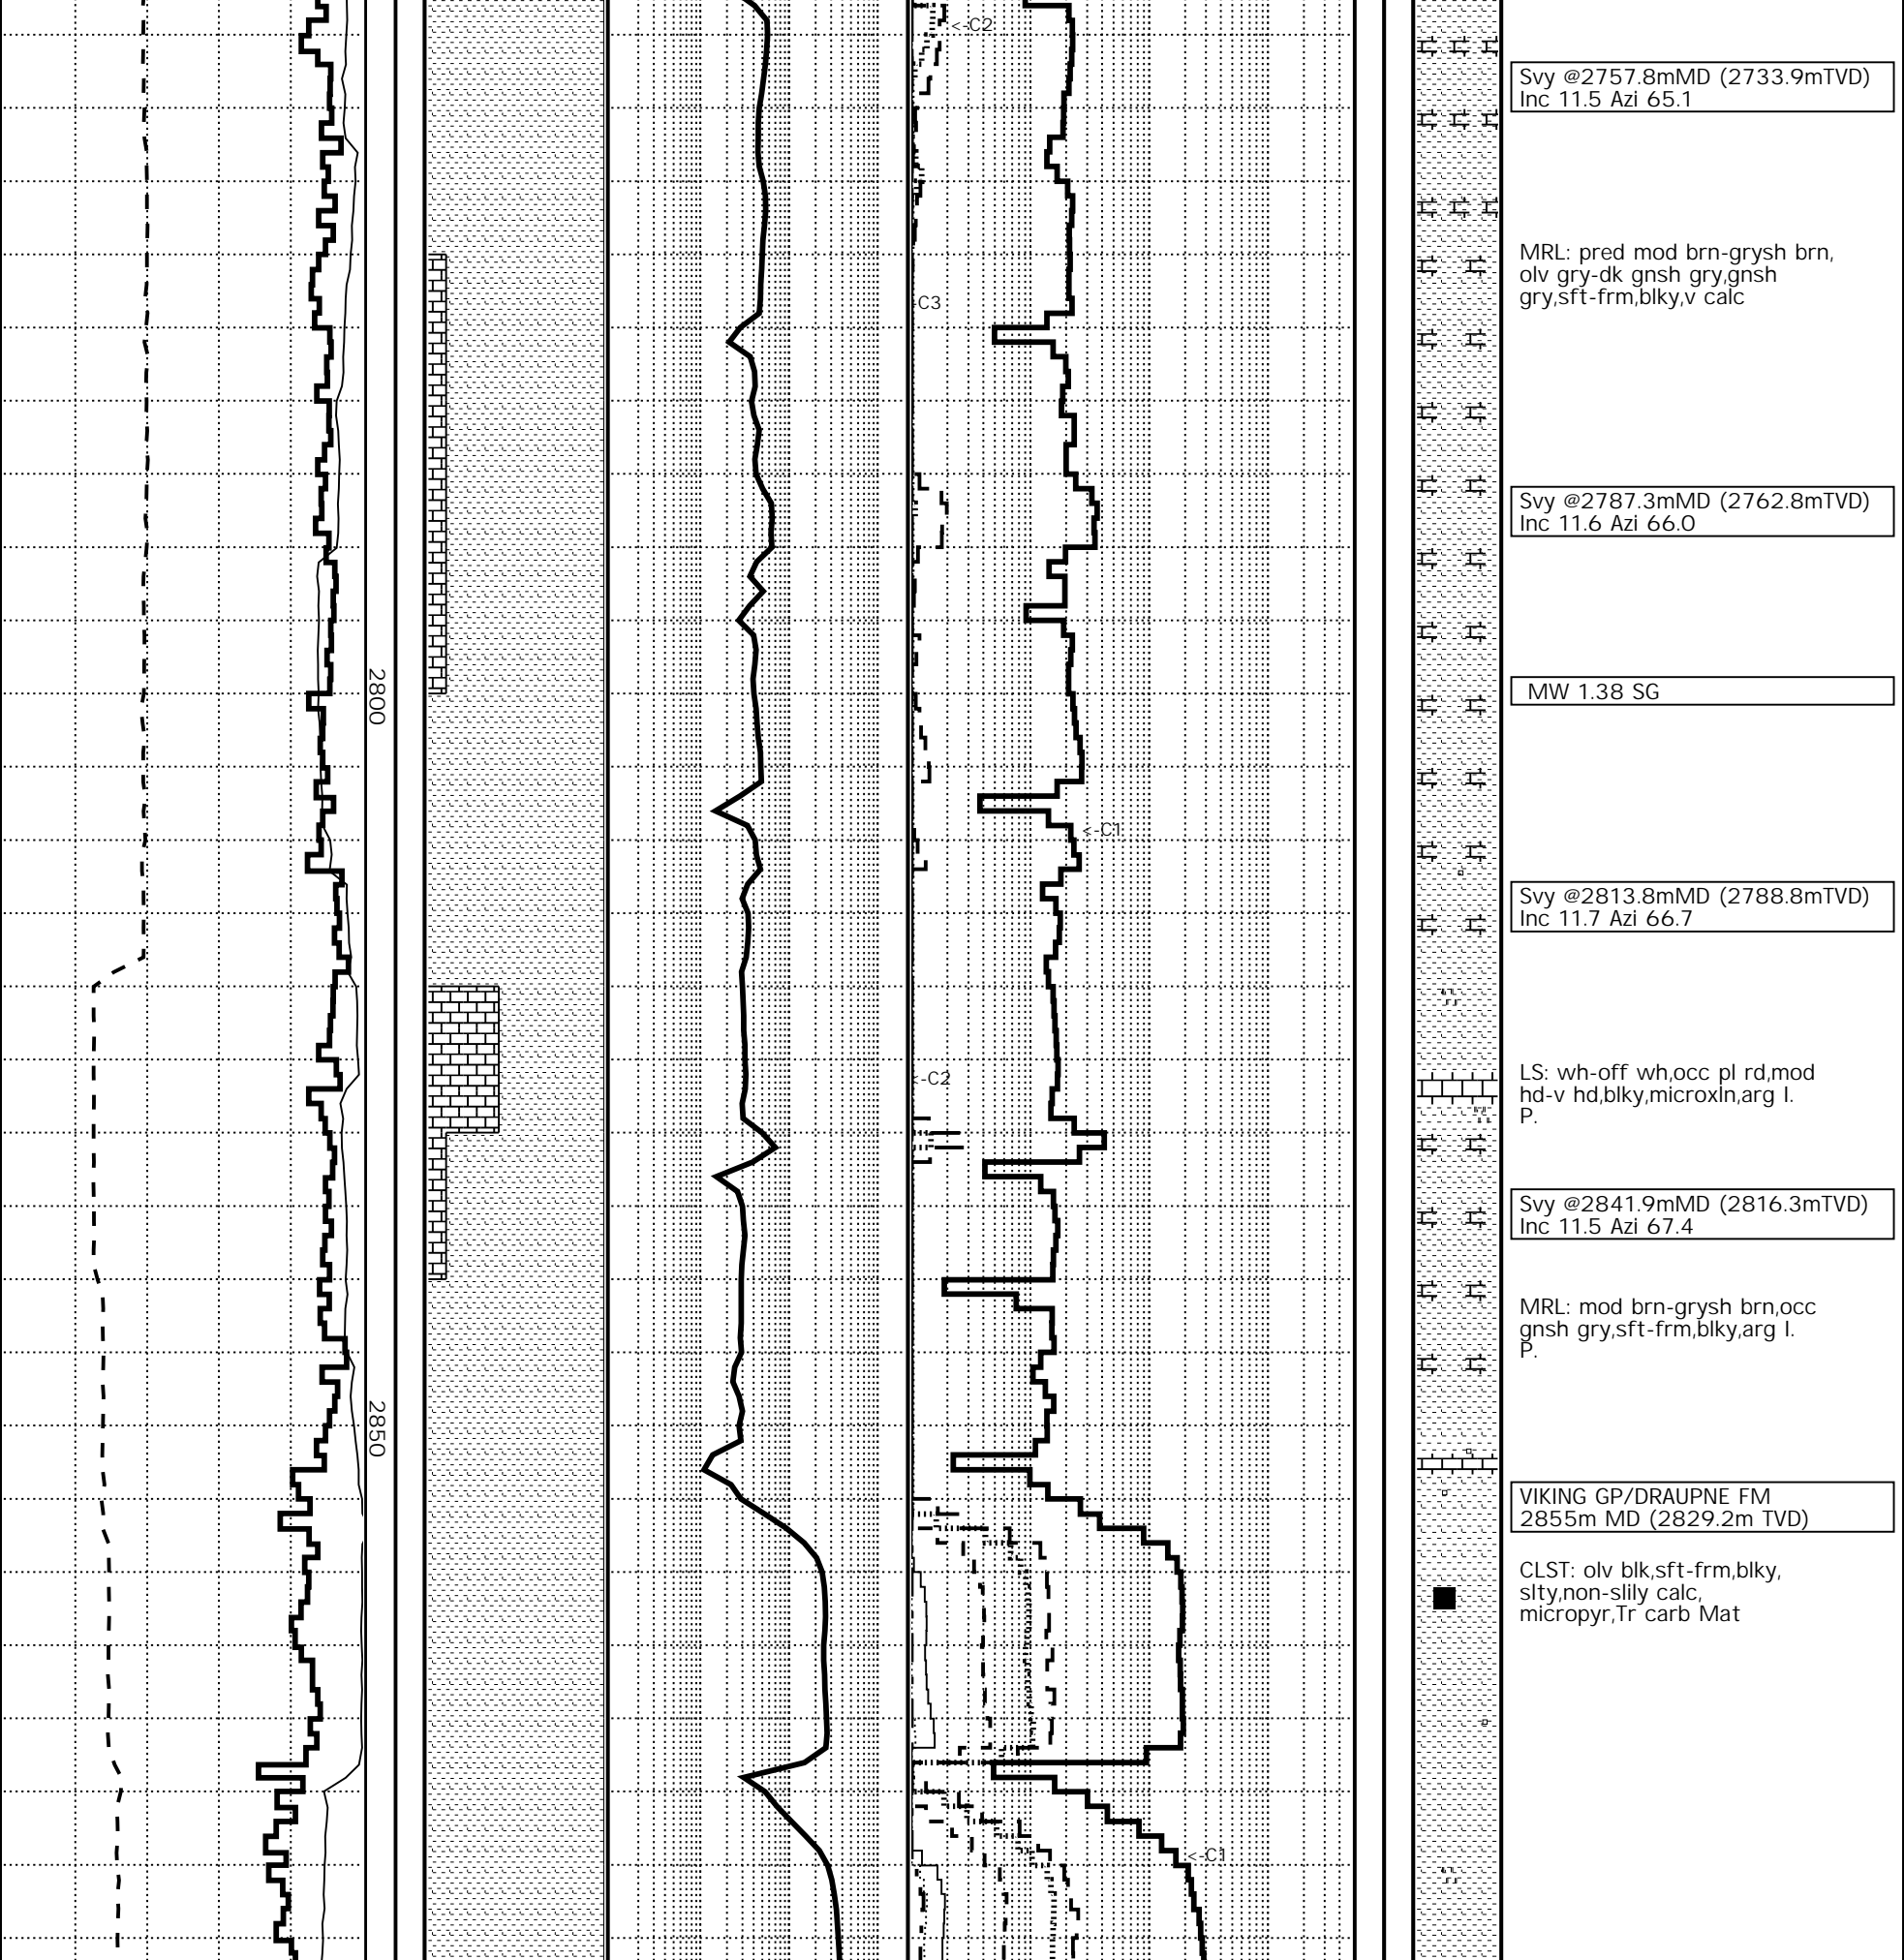 <-C2
Svy @2757.8mMD (2733.9mTVD)
Inc 11.5 Azi 65.1
MRL: pred mod brn-grysh brn,
olv gry-dk gnsh gry,gnsh
gry,sft-frm,blky,v calc
-C3
Svy @2787.3mMD (2762.8mTVD)
Inc 11.6 Azi 66.0
2800
MW 1.38 SG
<-C1
Svy @2813.8mMD (2788.8mTVD)
Inc 11.7 Azi 66.7
<-C2
LS: wh-off wh,occ pl rd,mod
hd-v hd,blky,microxln,arg I.
P.
Svy @2841.9mMD (2816.3mTVD)
Inc 11.5 Azi 67.4
MRL: mod brn-grysh brn,occ
gnsh gry,sft-frm,blky,arg I.
P.
2850
VIKING GP/DRAUPNE FM
2855m MD (2829.2m TVD)
CLST: olv blk,sft-frm,blky,
slty,non-slily calc,
micropyr,Tr carb Mat
<-C1